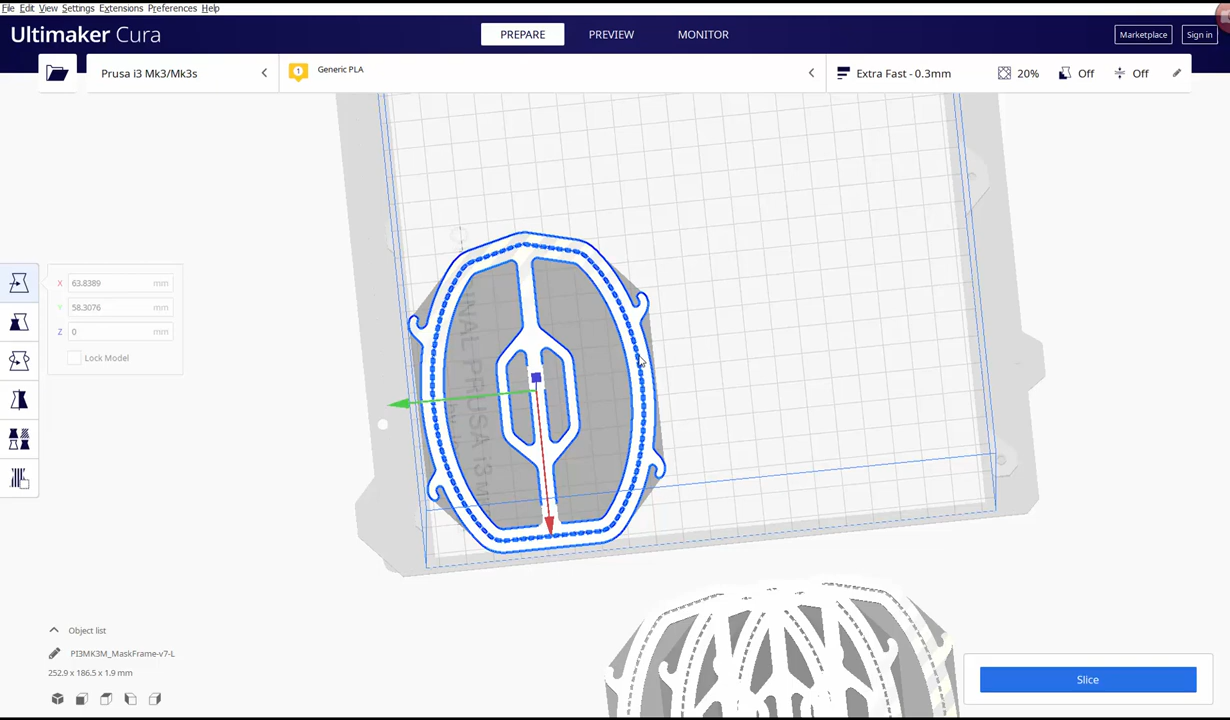 File Edit View Settings Extensions Preferences Help
Ultimaker Cura
PREPARE
PREVIEW
MONITOR
Marketplace
Sign in
Prusa i3 Mk3/Mk3s
1
Generic PLA
Extra Fast - 0.3mm
20%
Off
Off
X 63.8389 mm
Y 58.3076 mm
Z 0 mm
Lock Model
Object list
PI3MK3M_MaskFrame-v7-L
252.9 x 186.5 x 1.9 mm
Slice